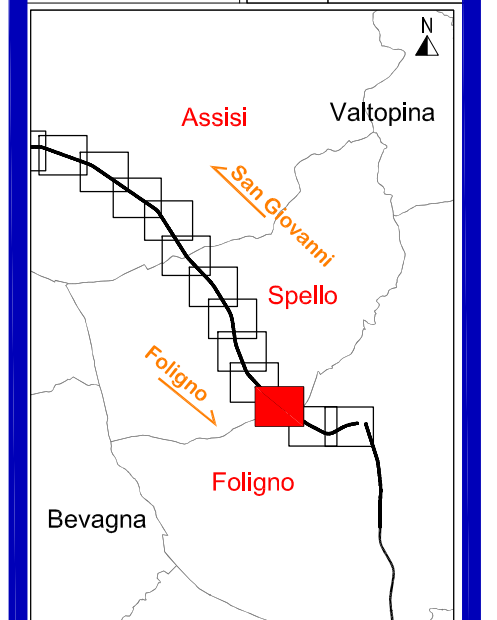 N
Assisi
Valtopina
San Giovanni
Spello
Foligno
Foligno
Bevagna